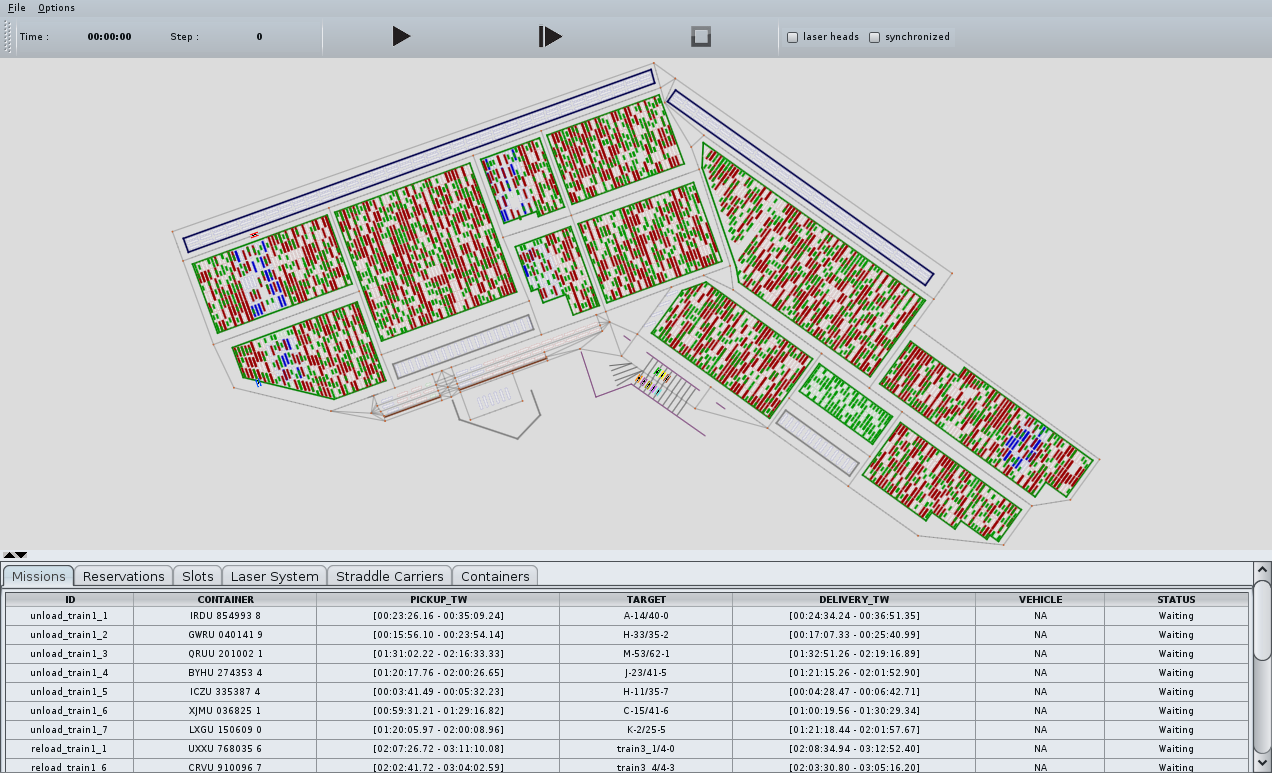 File Options
Time : 00:00:00 Step : 0 laser heads synchronized
Missions Reservations Slots Laser System Straddle Carriers Containers
ID CONTAINER PICKUP_TW TARGET DELIVERY_TW VEHICLE STATUS
unload_train1_1 IRDU 854993 8 [00:23:26.16 - 00:35:09.24] A-14/40-0 [00:24:34.24 - 00:36:51.35] NA Waiting
unload_train1_2 GWRU 040141 9 [00:15:56.10 - 00:23:54.14] H-33/35-2 [00:17:07.33 - 00:25:40.99] NA Waiting
unload_train1_3 QRUU 201002 1 [01:31:02.22 - 02:16:33.33] M-53/62-1 [01:32:51.26 - 02:19:16.89] NA Waiting
unload_train1_4 BYHU 274353 4 [01:20:17.76 - 02:00:26.65] J-23/41-5 [01:21:15.26 - 02:01:52.90] NA Waiting
unload_train1_5 ICZU 335387 4 [00:03:41.49 - 00:05:32.23] H-11/35-7 [00:04:28.47 - 00:06:42.71] NA Waiting
unload_train1_6 XJMU 036825 1 [00:59:31.21 - 01:29:16.82] C-15/41-6 [01:00:19.56 - 01:30:29.34] NA Waiting
unload_train1_7 LXGU 150609 0 [01:20:05.97 - 02:00:08.96] K-2/25-5 [01:21:18.44 - 02:01:57.67] NA Waiting
reload_train1_1 UXXU 768035 6 [02:07:26.72 - 03:11:10.08] train3_1/4-0 [02:08:34.94 - 03:12:52.40] NA Waiting
reload_train1_6 CRVU 910096 7 [02:02:41.72 - 03:04:02.59] train3_4/4-3 [02:03:30.80 - 03:05:16.20] NA Waiting